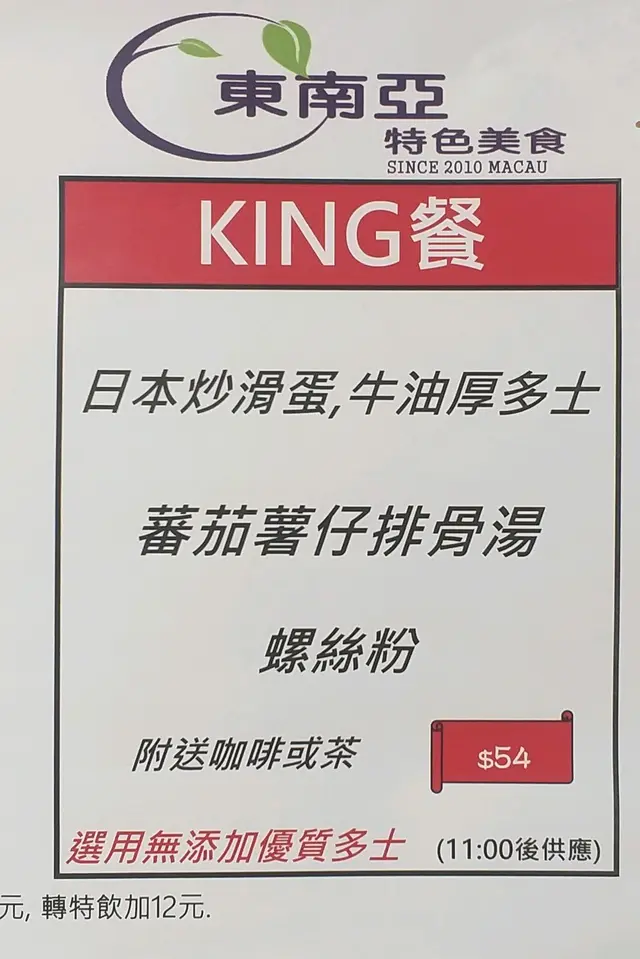 東南亞
特色美食
SINCE 2010 MACAU
KING餐
日本炒滑蛋,牛油厚多士
蕃茄薯仔排骨湯
螺絲粉
附送咖啡或茶
$54
選用無添加優質多士 (11:00後供應)
元, 轉特飲加12元.